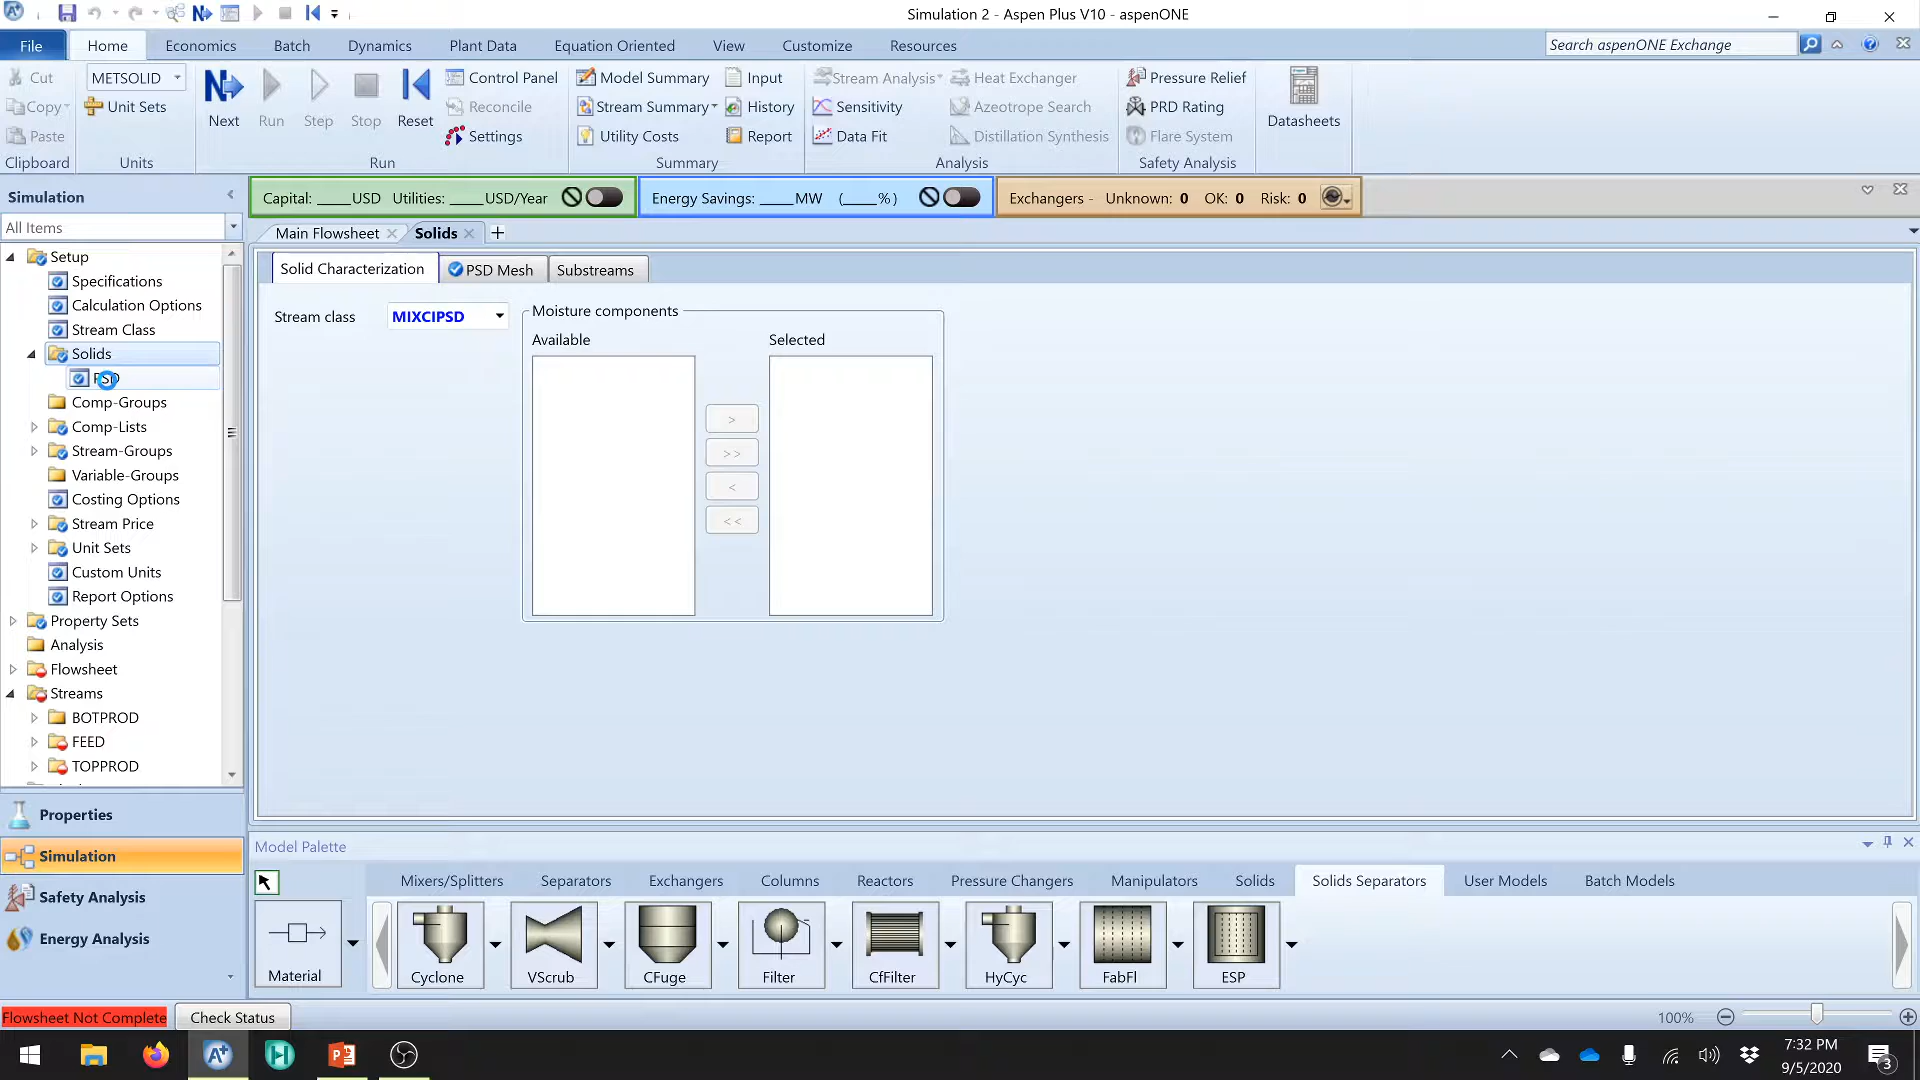 Simulation 2 - Aspen Plus V10 - aspenONE
File Home Economics Batch Dynamics Plant Data Equation Oriented View Customize Resources Search aspenONE Exchange
Cut METSOLID Control Panel Model Summary Input Stream Analysis Heat Exchanger Pressure Relief
Copy Unit Sets Reconcile Stream Summary History Sensitivity Azeotrope Search PRD Rating
Next Run Step Stop Reset Datasheets
Paste Settings Utility Costs Report Data Fit Distillation Synthesis Flare System
Clipboard Units Run Summary Analysis Safety Analysis
Simulation
Capital: _____USD Utilities: _____USD/Year Energy Savings: _____MW (____%) Exchangers - Unknown: 0 OK: 0 Risk: 0
All Items
Main Flowsheet Solids +
Setup
Specifications
Calculation Options
Stream Class
Solids
PSD
Comp-Groups
Comp-Lists
Stream-Groups
Variable-Groups
Costing Options
Stream Price
Unit Sets
Custom Units
Report Options
Property Sets
Analysis
Flowsheet
Streams
BOTPROD
FEED
TOPPROD
Solid Characterization PSD Mesh Substreams
Stream class MIXCIPSD Moisture components
Available Selected
>
>>
<
<<
Properties
Simulation
Safety Analysis
Energy Analysis
Model Palette
Mixers/Splitters Separators Exchangers Columns Reactors Pressure Changers Manipulators Solids Solids Separators User Models Batch Models
Material Cyclone VScrub CFuge Filter CfFilter HyCyc FabFl ESP
Flowsheet Not Complete Check Status 100%
7:32 PM
9/5/2020
3